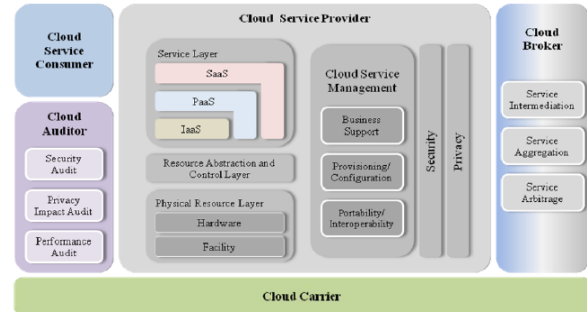 Cloud
Service
Consumer
Cloud
Auditor
Security
Audit
Privacy
Impact Audit
Performance
Audit
Cloud Service Provider
Service Layer
SaaS
PaaS
IaaS
Resource Abstraction and
Control Layer
Physical Resource Layer
Hardware
Facility
Cloud Service
Management
Business
Support
Provisioning/
Configuration
Portability/
Interoperability
Security
Privacy
Cloud
Broker
Service
Intermediation
Service
Aggregation
Service
Arbitrage
Cloud Carrier